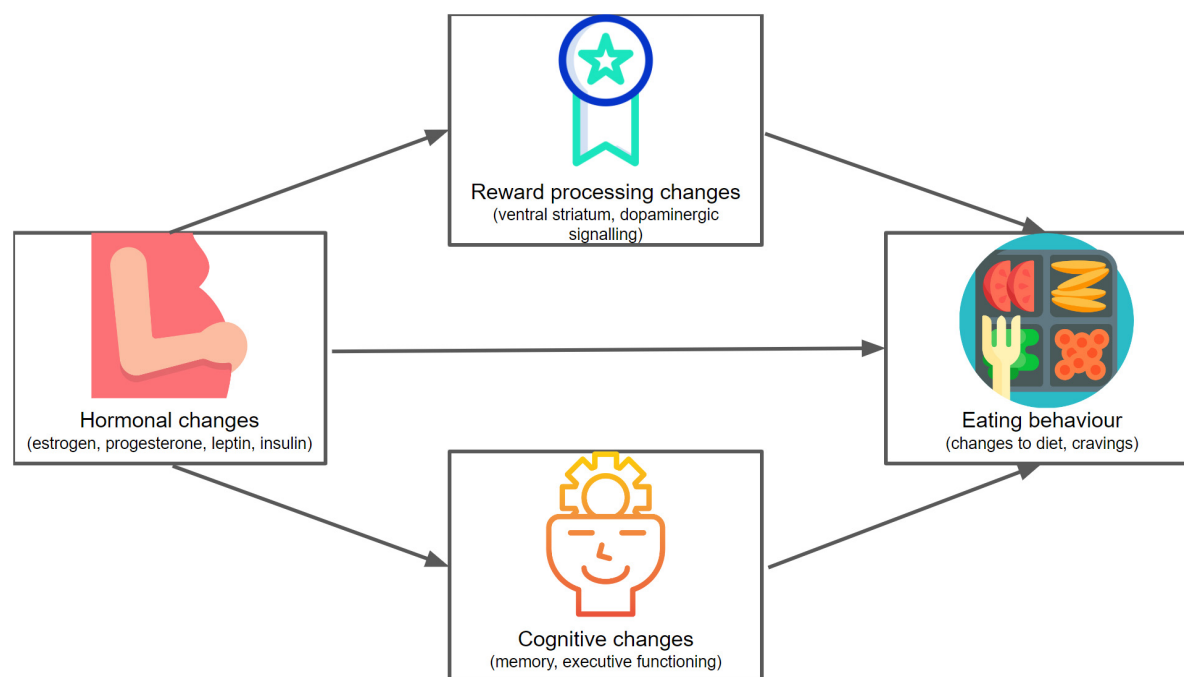 Reward processing changes
(ventral striatum, dopaminergic
signalling)
Hormonal changes
(estrogen, progesterone, leptin, insulin)
Eating behaviour
(changes to diet, cravings)
Cognitive changes
(memory, executive functioning)